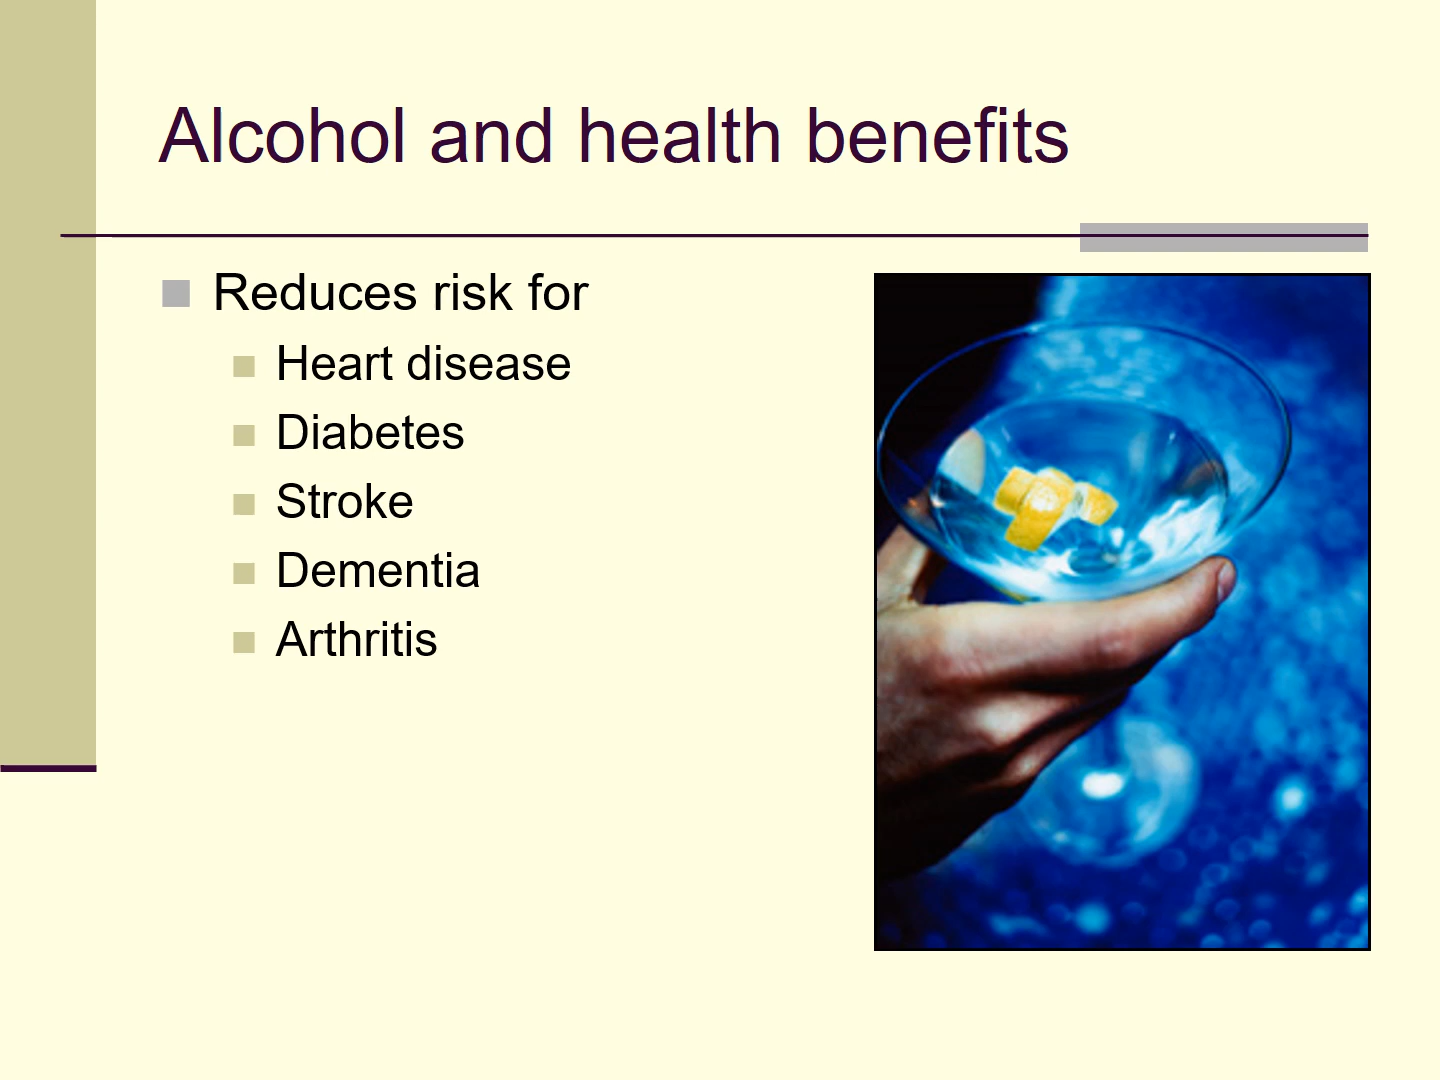 Alcohol and health benefits
Reduces risk for
Heart disease
Diabetes
Stroke
Dementia
Arthritis